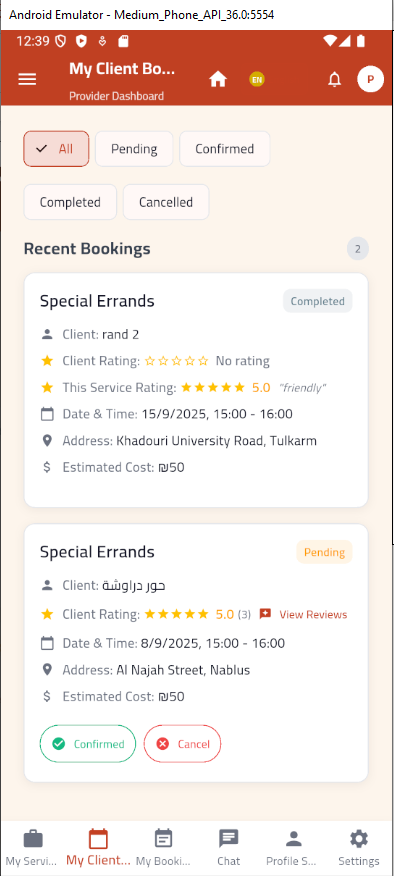 Android Emulator - Medium_Phone_API_36.0:5554
12:39
My Client Bo...
Provider Dashboard
EN
P
All
Pending
Confirmed
Completed
Cancelled
Recent Bookings
2
Special Errands
Completed
Client: rand 2
Client Rating: ☆☆☆☆☆ No rating
This Service Rating: ★★★★★ 5.0 "friendly"
Date & Time: 15/9/2025, 15:00 - 16:00
Address: Khadouri University Road, Tulkarm
Estimated Cost: ₪50
Special Errands
Pending
Client: حور دراوشة
Client Rating: ★★★★★ 5.0 (3) View Reviews
Date & Time: 8/9/2025, 15:00 - 16:00
Address: Al Najah Street, Nablus
Estimated Cost: ₪50
Confirmed
Cancel
My Servi...
My Client...
My Booki...
Chat
Profile S...
Settings